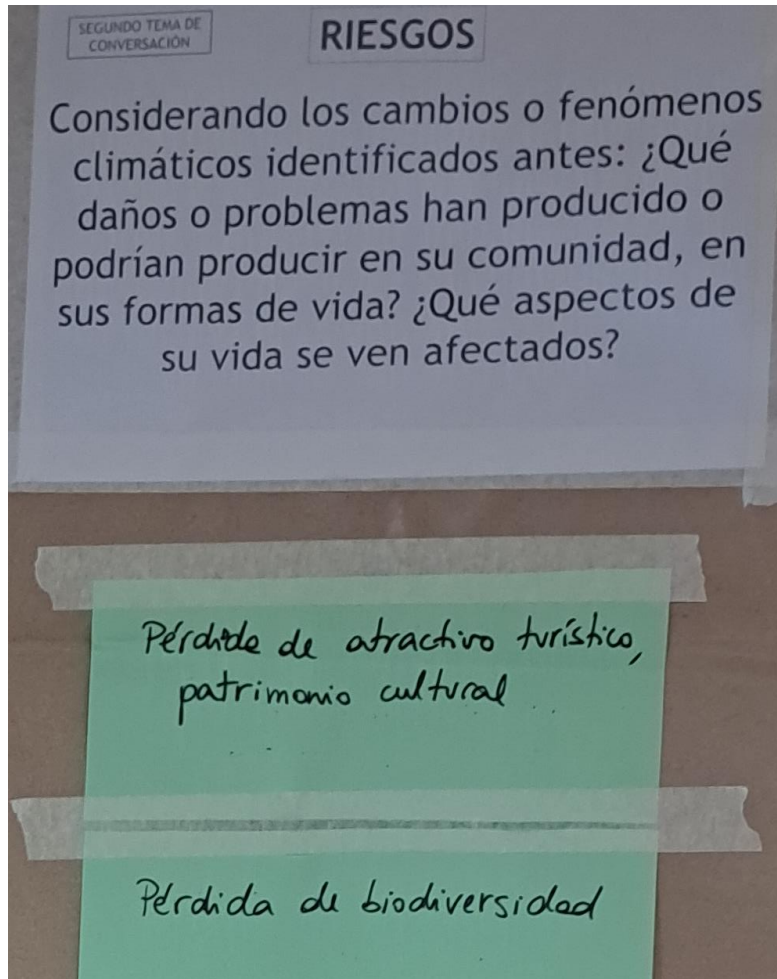 SEGUNDO TEMA DE
CONVERSACIÓN
RIESGOS
Considerando los cambios o fenómenos
climáticos identificados antes: ¿Qué
daños o problemas han producido o
podrían producir en su comunidad, en
sus formas de vida? ¿Qué aspectos de
su vida se ven afectados?
Pérdida de atractivo turístico,
patrimonio cultural
Pérdida de biodiversidad